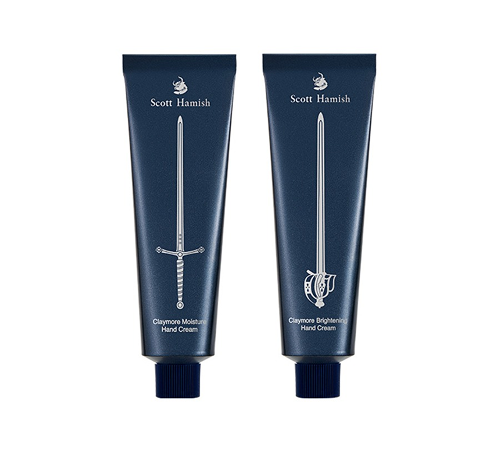 Scott Hamish
Claymore Moisture
Hand Cream
Scott Hamish
Claymore Brightening
Hand Cream